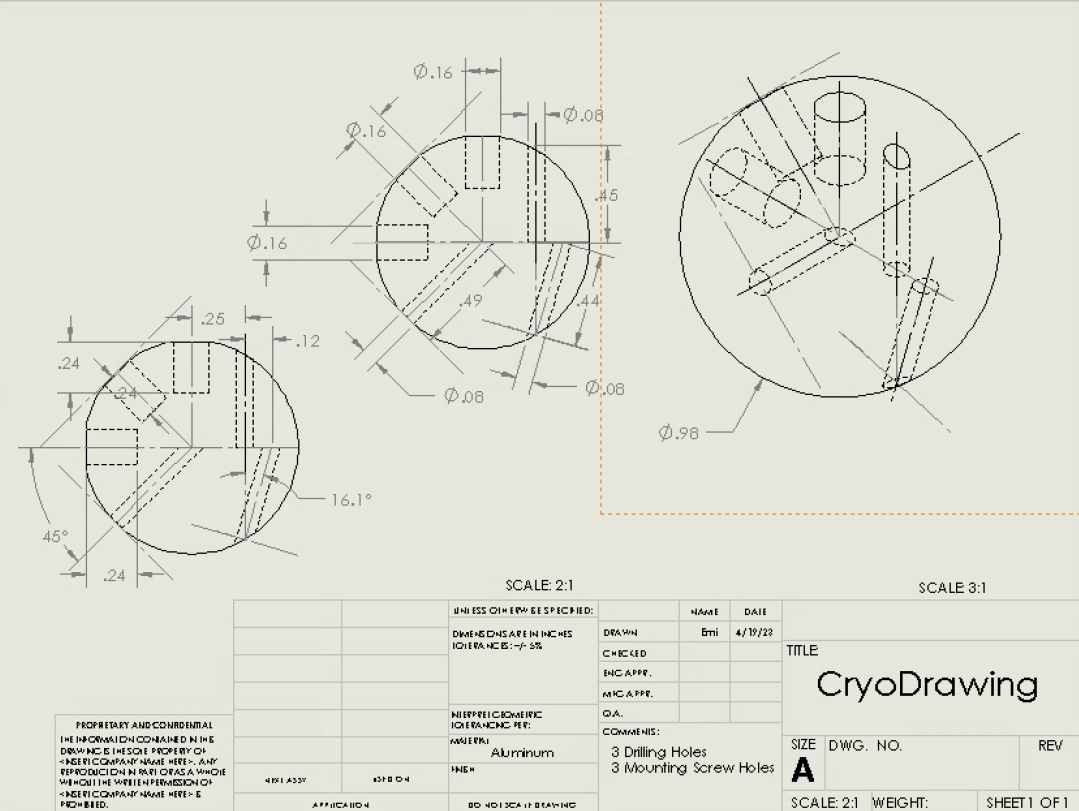 Ø.16
Ø.08
Ø.16
.45
Ø.16
.49
.44
.25
.12
.24
.24
Ø.08
Ø.08
Ø.98
16.1°
45°
.24
SCALE: 2:1
SCALE: 3:1
UNLESS OTHERWISE SPECIFIED:
NAME
DATE
DIMENSIONS ARE IN INCHES
TOLERANCES: +/- 5%
DRAWN
Emi
4/19/23
CHECKED
ENG APPR.
MFG APPR.
Q.A.
TITLE:
CryoDrawing
INTERPRET GEOMETRIC
TOLERANCING PER:
MATERIAL
Aluminum
FINISH
COMMENTS:
3 Drilling Holes
3 Mounting Screw Holes
PROPRIETARY AND CONFIDENTIAL
THE INFORMATION CONTAINED IN THIS
DRAWING IS THE SOLE PROPERTY OF
<INSERT COMPANY NAME HERE>. ANY
REPRODUCTION IN PART OR AS A WHOLE
WITHOUT THE WRITTEN PERMISSION OF
<INSERT COMPANY NAME HERE> IS
PROHIBITED.
NEXT ASSY
USED ON
APPLICATION
DO NOT SCALE DRAWING
SIZE
A
DWG. NO.
REV
SCALE: 2:1
WEIGHT:
SHEET 1 OF 1